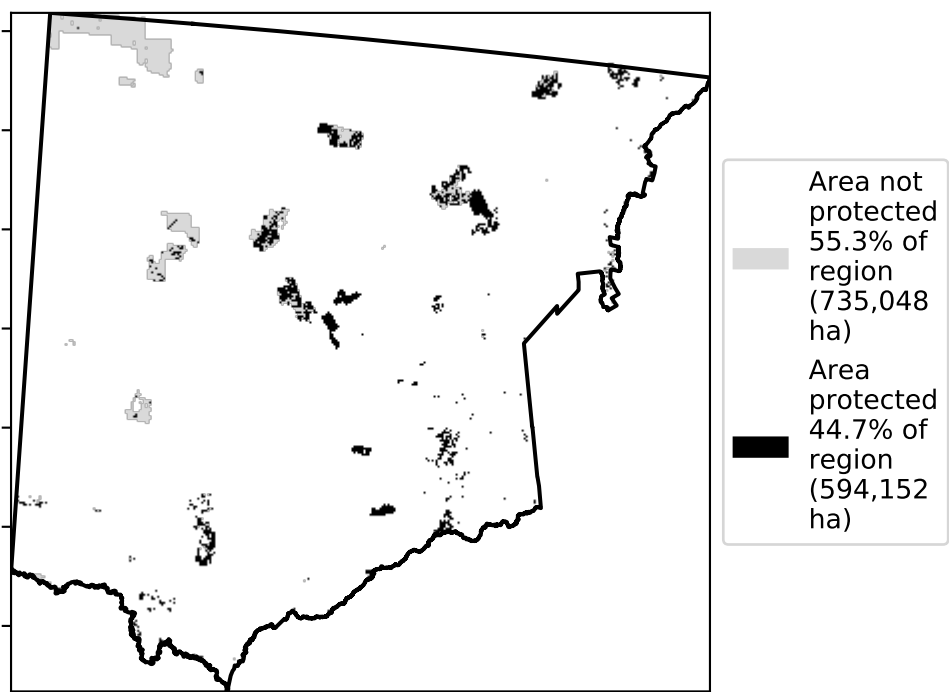 Area not
protected
55.3% of
region
(735,048
ha)
Area
protected
44.7% of
region
(594,152
ha)